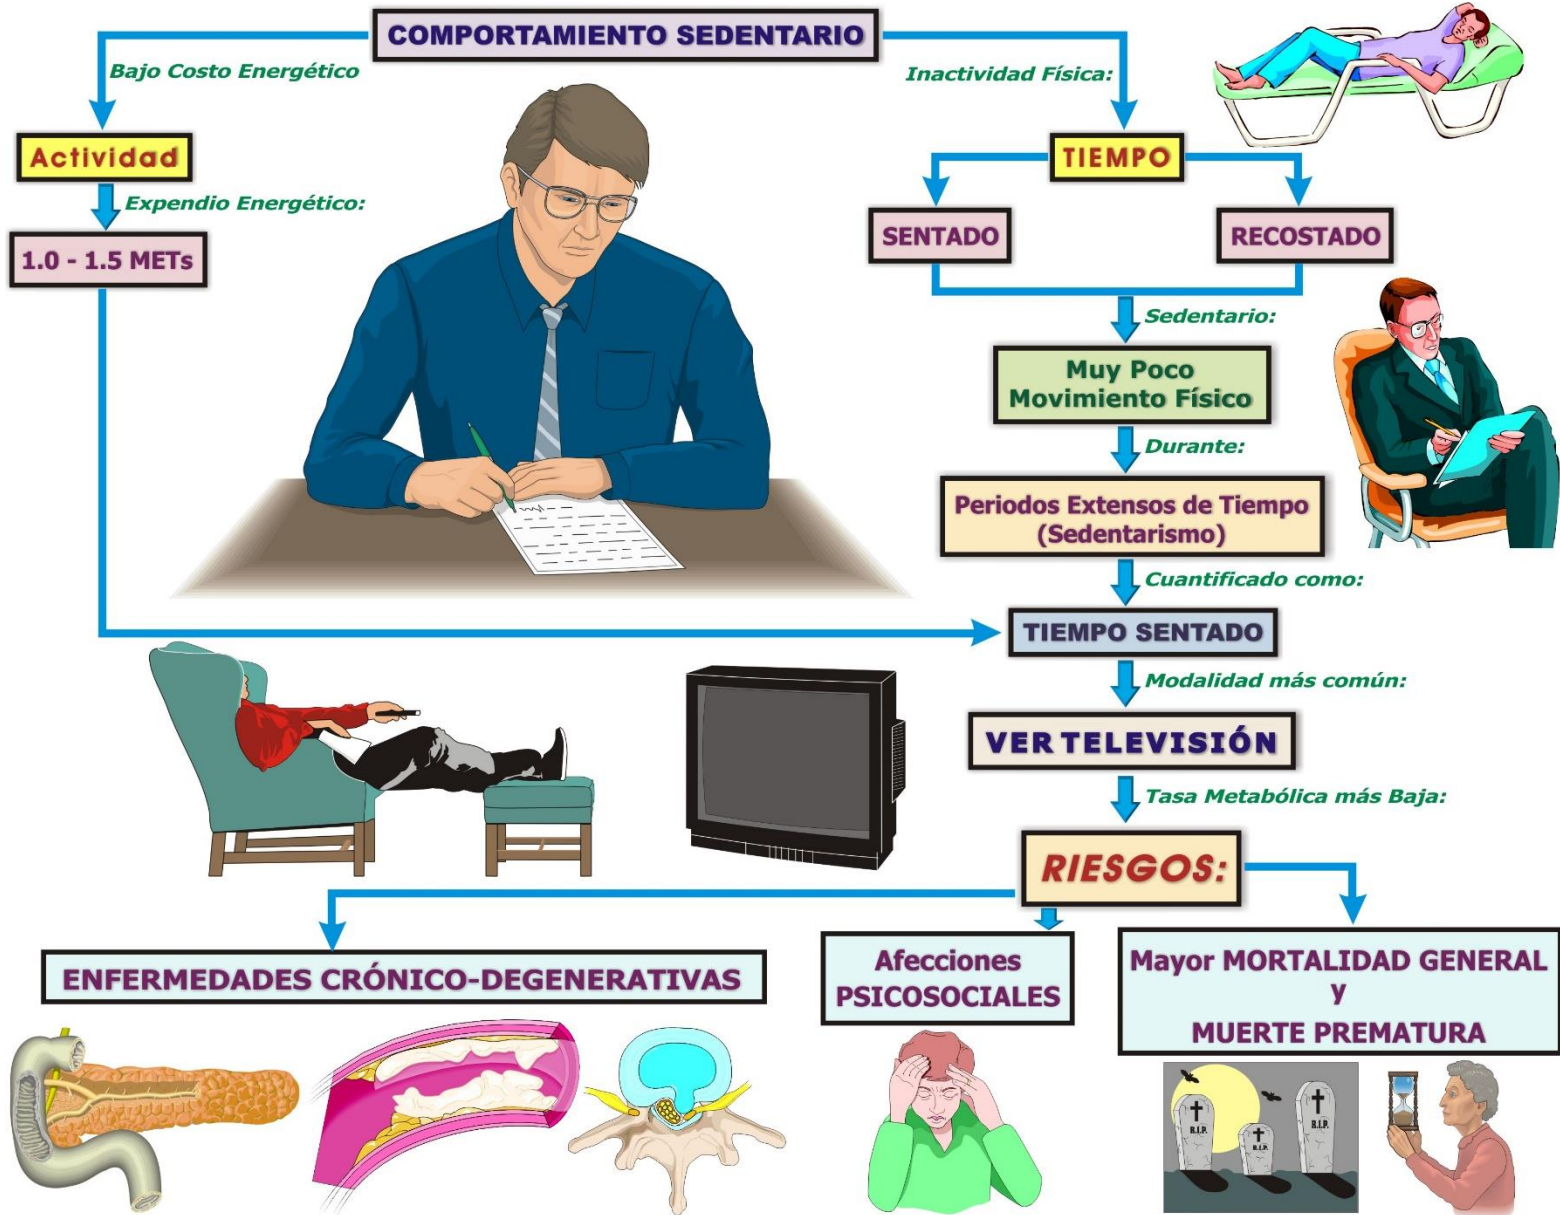 COMPORTAMIENTO SEDENTARIO
Bajo Costo Energético
Inactividad Física:
Actividad
TIEMPO
Expendio Energético:
1.0 - 1.5 METs
SENTADO
RECOSTADO
Sedentario:
Muy Poco
Movimiento Físico
Durante:
Periodos Extensos de Tiempo
(Sedentarismo)
Cuantificado como:
TIEMPO SENTADO
Modalidad más común:
VER TELEVISIÓN
Tasa Metabólica más Baja:
RIESGOS:
ENFERMEDADES CRÓNICO-DEGENERATIVAS
Afecciones
PSICOSOCIALES
Mayor MORTALIDAD GENERAL
y
MUERTE PREMATURA
R.I.P.
R.I.P.
R.I.P.